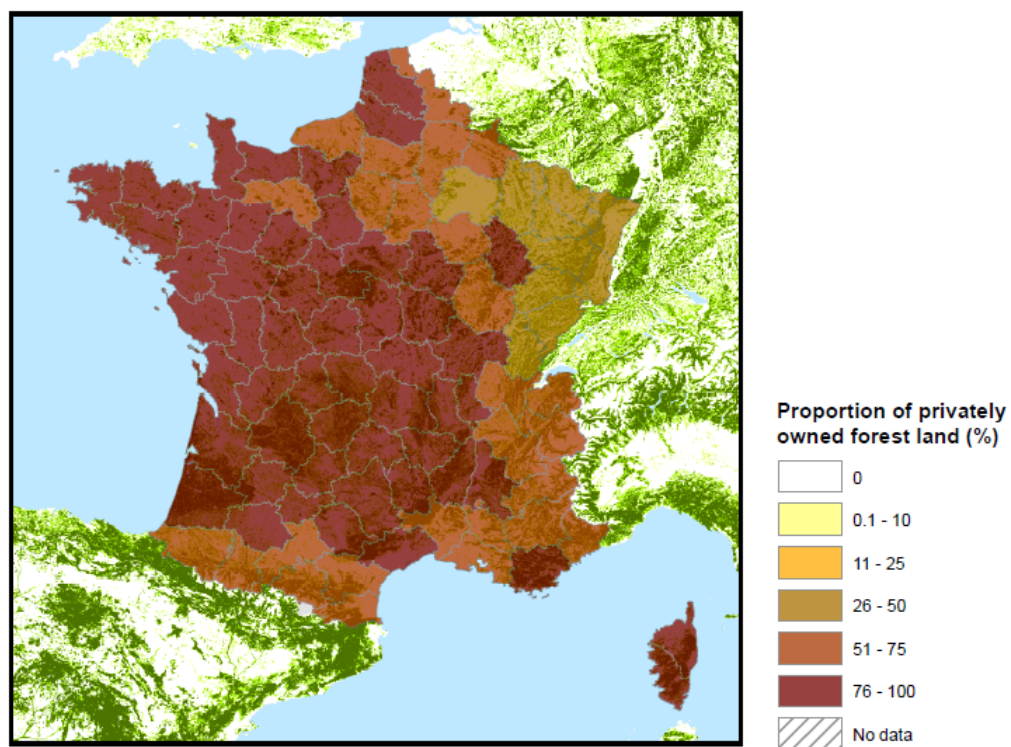 Proportion of privately
owned forest land (%)
0
0.1 - 10
11 - 25
26 - 50
51 - 75
76 - 100
No data